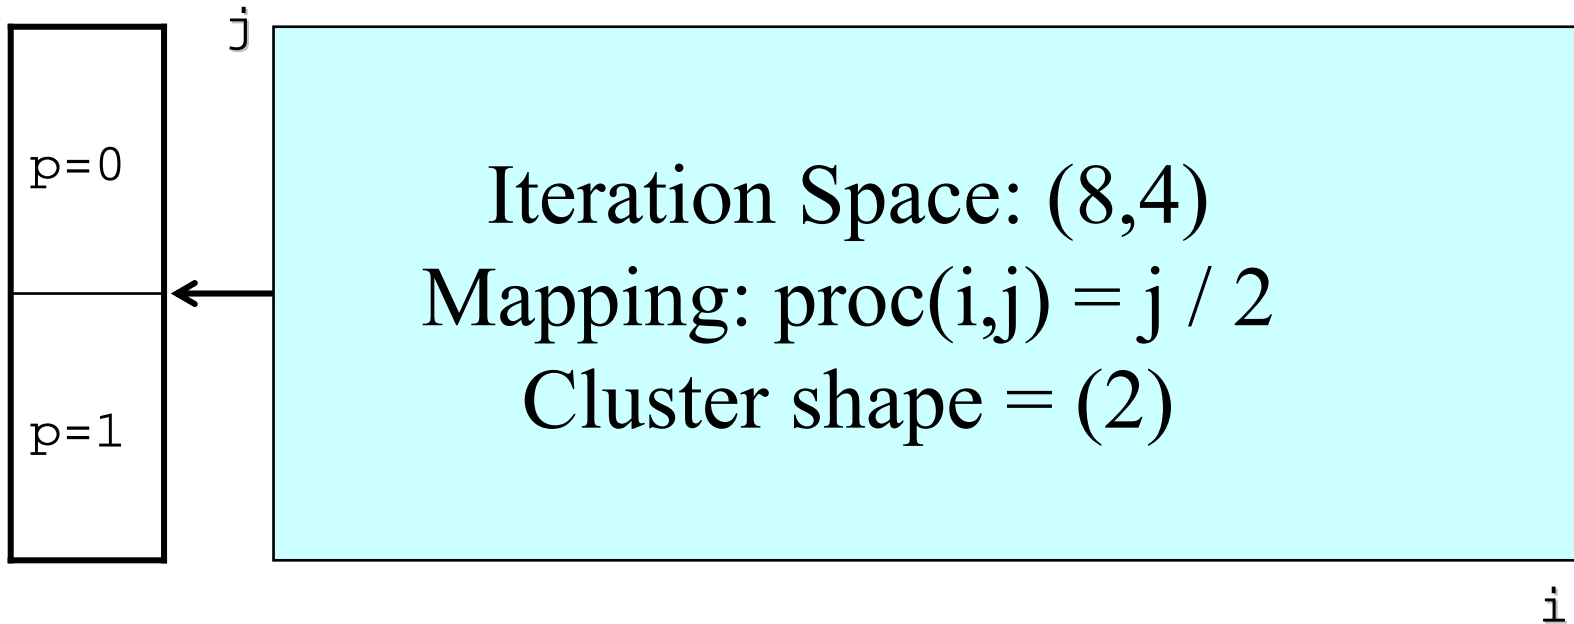 j
p=0
Iteration Space: (8,4)
Mapping: proc(i,j) = j / 2
Cluster shape = (2)
p=1
i